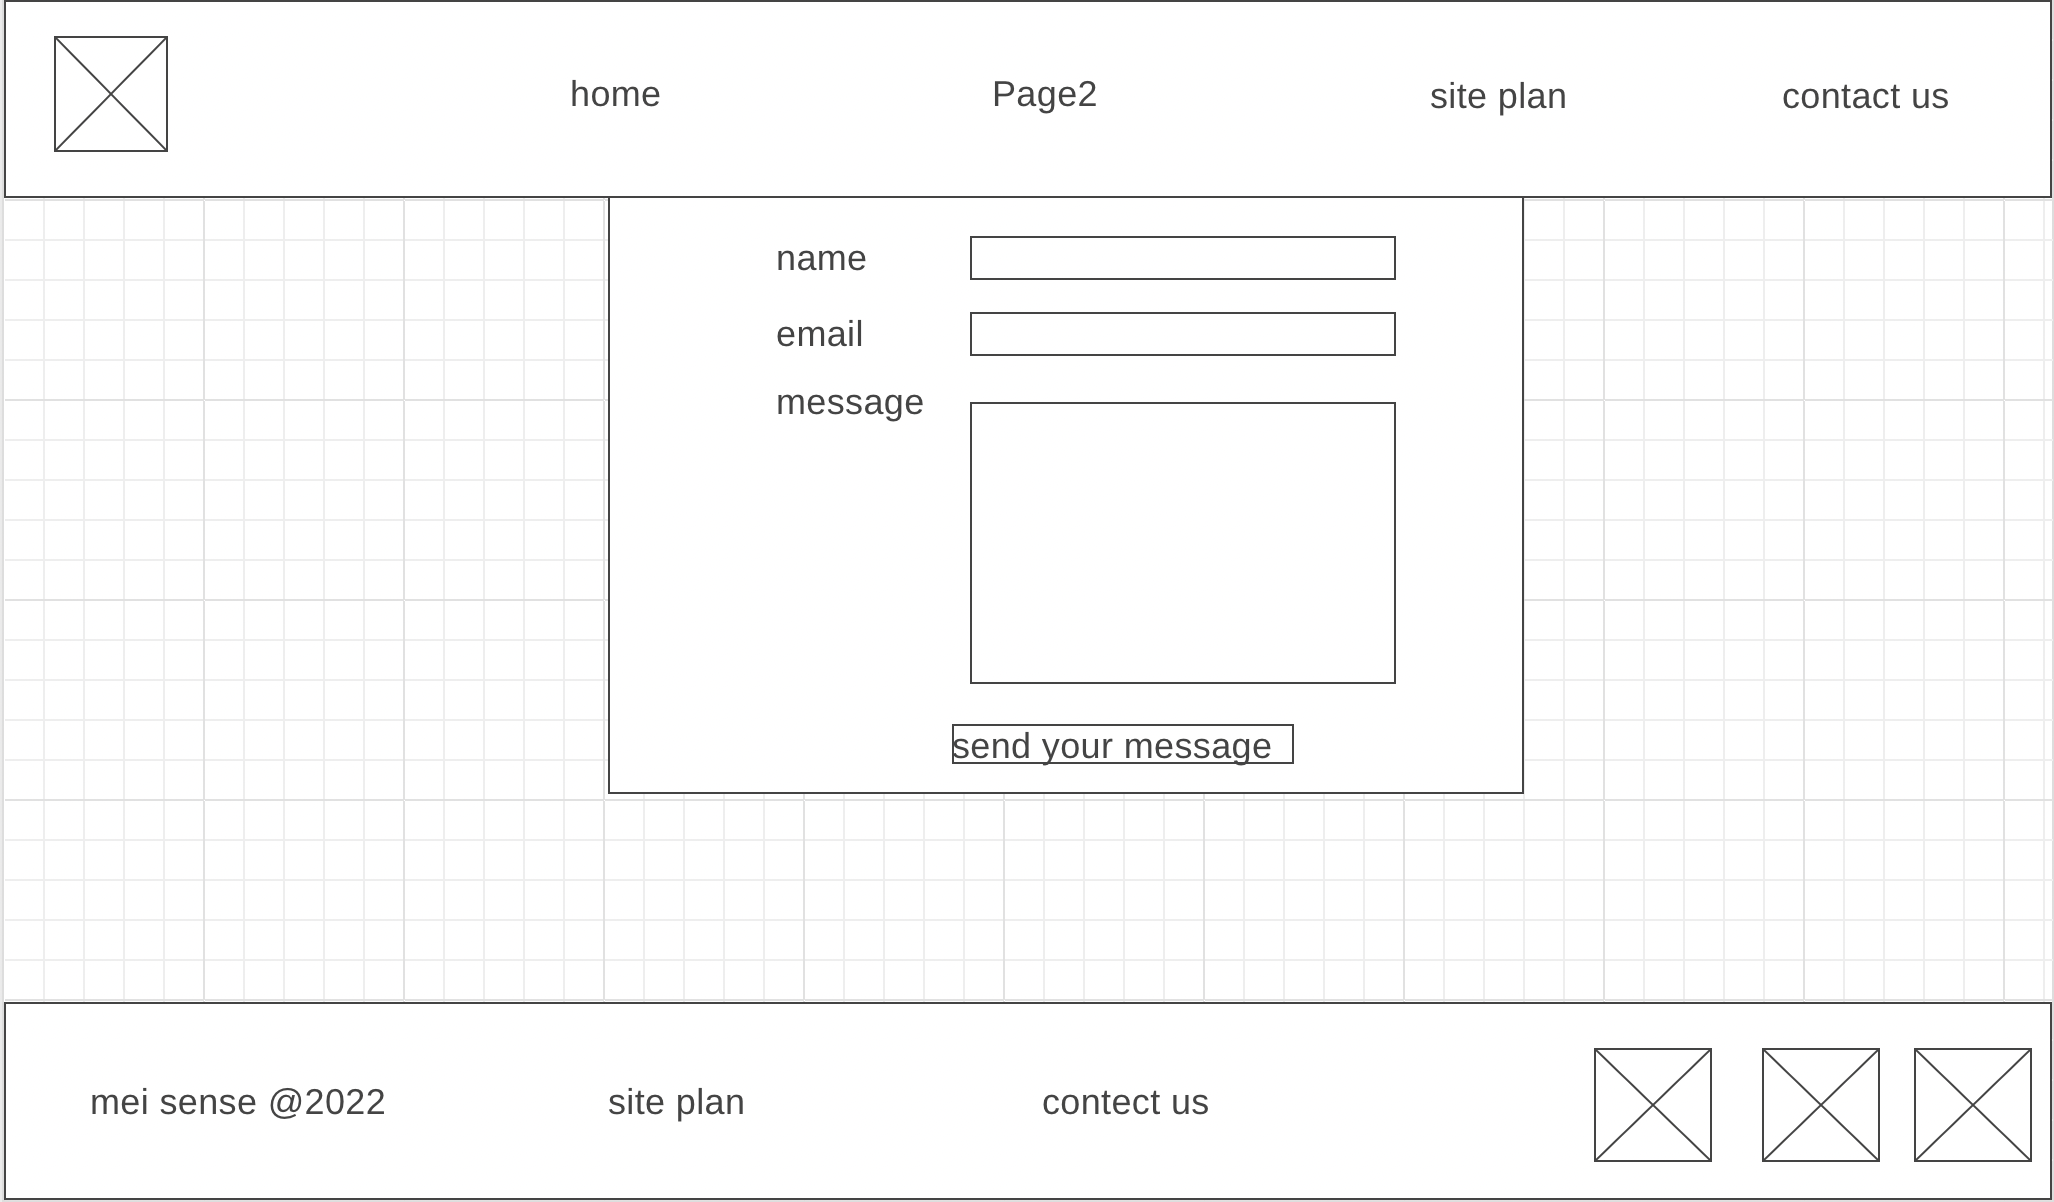 home
Page2
site plan
contact us
name
email
message
send your message
mei sense @2022
site plan
contect us